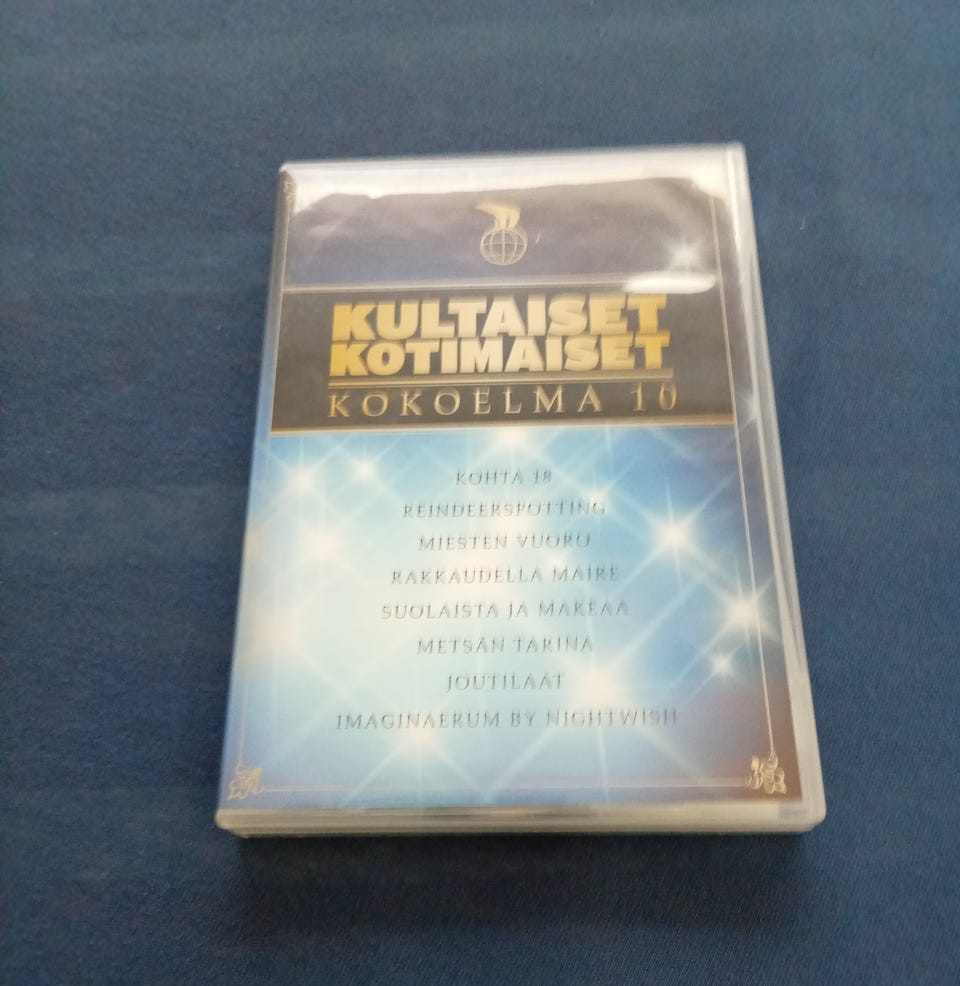 KULTAISET
KOTIMAISET
KOKOELMA 10
KOHTA 18
REINDEERSPOTTING
MIESTEN VUORO
RAKKAUDELLA MAIRE
SUOLAISTA JA MAKEAA
METSÄN TARINA
JOUTILAAT
IMAGINAERUM BY NIGHTWISH